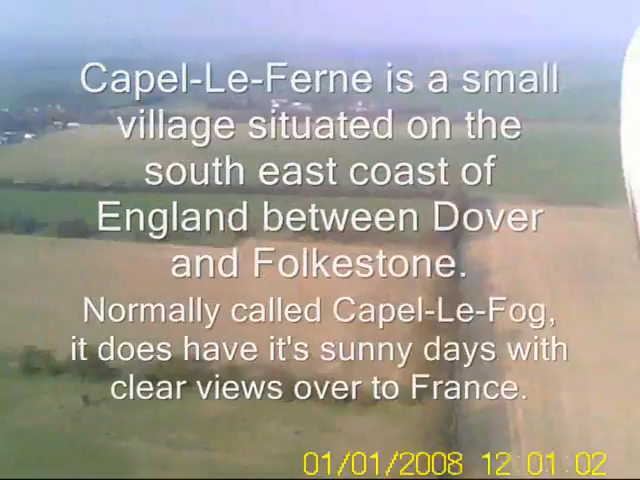 Capel-Le-Ferne is a small
village situated on the
south east coast of
England between Dover
and Folkestone.
Normally called Capel-Le-Fog,
it does have it's sunny days with
clear views over to France.
01/01/2008 12:01:02